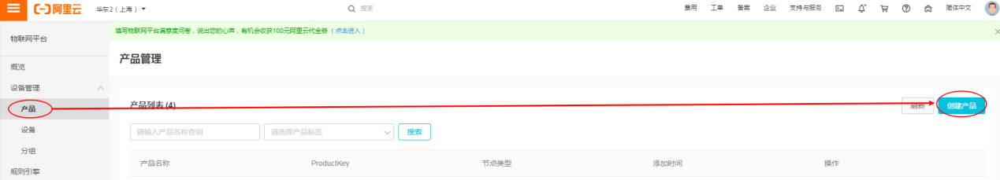 阿里云 华东2（上海） 搜索 费用 工单 备案 企业 支持与服务 简体中文
物联网平台
填写物联网平台满意度问卷，说出您的心声，有机会收获100元阿里云代金券（点击进入）
产品管理
概览
设备管理
产品
产品列表 (4)
刷新 创建产品
设备
请输入产品名称查询 请选择产品标签 搜索
分组
产品名称 ProductKey 节点类型 添加时间 操作
规则引擎